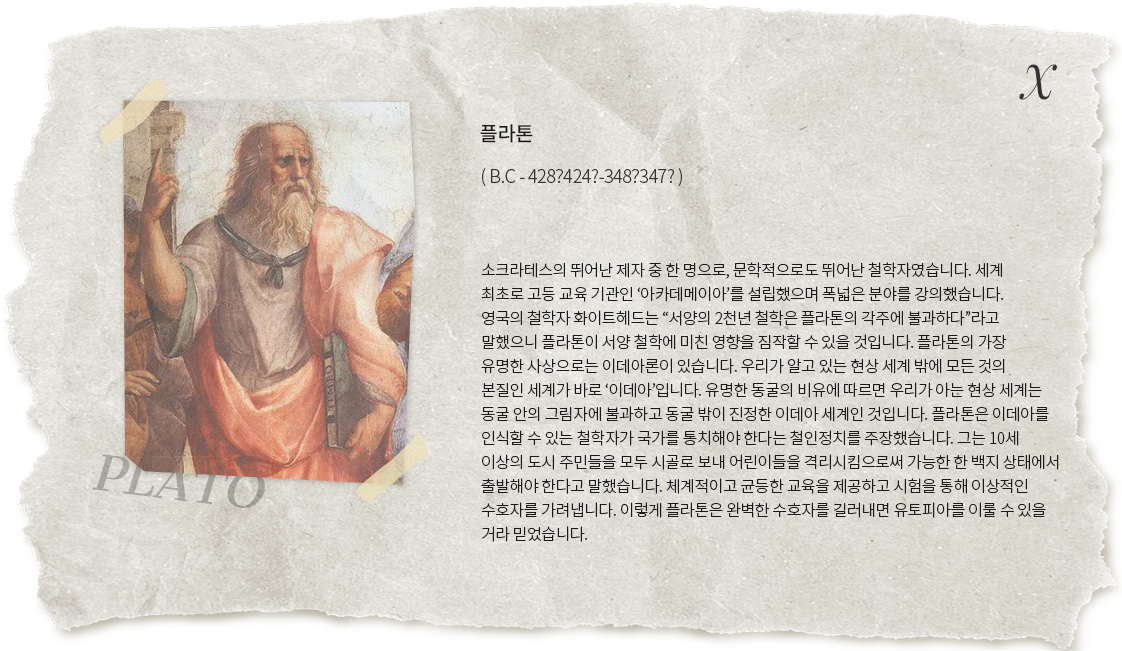 x
플라톤
( B.C - 428?424?-348?347? )
소크라테스의 뛰어난 제자 중 한 명으로, 문학적으로도 뛰어난 철학자였습니다. 세계
최초로 고등 교육 기관인 ‘아카데메이아’를 설립했으며 폭넓은 분야를 강의했습니다.
영국의 철학자 화이트헤드는 “서양의 2천년 철학은 플라톤의 각주에 불과하다”라고
말했으니 플라톤이 서양 철학에 미친 영향을 짐작할 수 있을 것입니다. 플라톤의 가장
유명한 사상으로는 이데아론이 있습니다. 우리가 알고 있는 현상 세계 밖에 모든 것의
본질인 세계가 바로 ‘이데아’입니다. 유명한 동굴의 비유에 따르면 우리가 아는 현상 세계는
동굴 안의 그림자에 불과하고 동굴 밖이 진정한 이데아 세계인 것입니다. 플라톤은 이데아를
인식할 수 있는 철학자가 국가를 통치해야 한다는 철인정치를 주장했습니다. 그는 10세
이상의 도시 주민들을 모두 시골로 보내 어린이들을 격리시킴으로써 가능한 한 백지 상태에서
출발해야 한다고 말했습니다. 체계적이고 균등한 교육을 제공하고 시험을 통해 이상적인
수호자를 가려냅니다. 이렇게 플라톤은 완벽한 수호자를 길러내면 유토피아를 이룰 수 있을
거라 믿었습니다.
PLATO